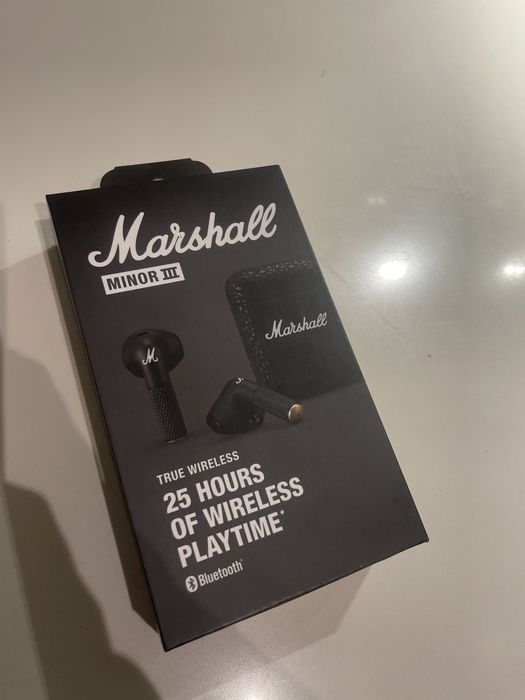 Marshall
MINOR III
Marshall
M
TRUE WIRELESS
25 HOURS
OF WIRELESS
PLAYTIME*
Bluetooth®